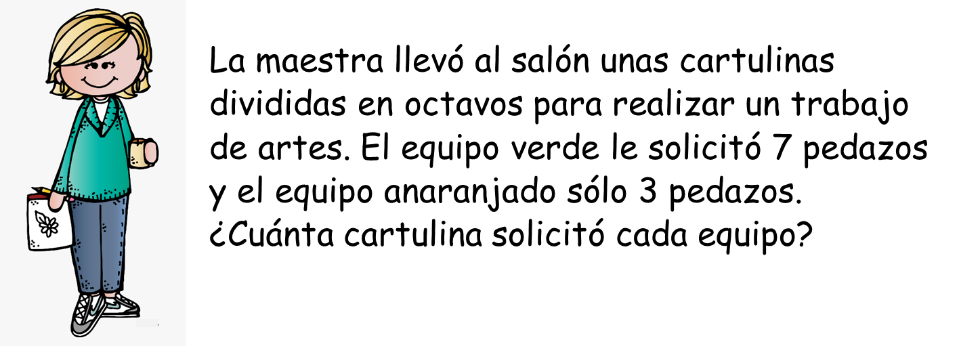 La maestra llevó al salón unas cartulinas
divididas en octavos para realizar un trabajo
de artes. El equipo verde le solicitó 7 pedazos
y el equipo anaranjado sólo 3 pedazos.
¿Cuánta cartulina solicitó cada equipo?